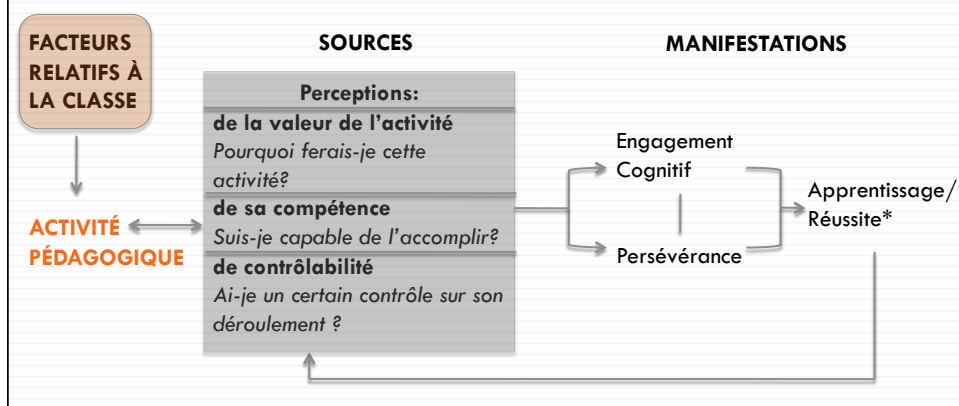 FACTEURS
RELATIFS À
LA CLASSE
ACTIVITÉ
PÉDAGOGIQUE
SOURCES
Perceptions:
de la valeur de l'activité
Pourquoi ferais-je cette
activité?
de sa compétence
Suis-je capable de l'accomplir?
de contrôlabilité
Ai-je un certain contrôle sur son
déroulement ?
MANIFESTATIONS
Engagement
Cognitif
Persévérance
Apprentissage/
Réussite*